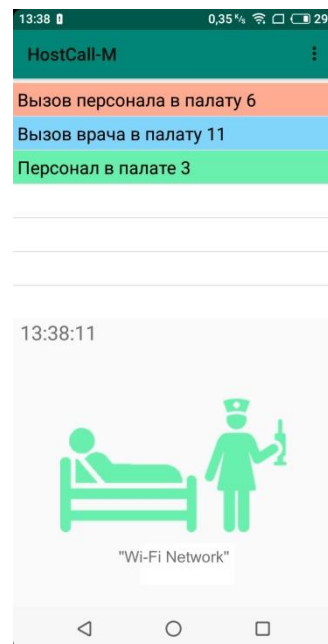 13:38 0,35 K/s 29
HostCall-M
Вызов персонала в палату 6
Вызов врача в палату 11
Персонал в палате 3
13:38:11
"Wi-Fi Network"